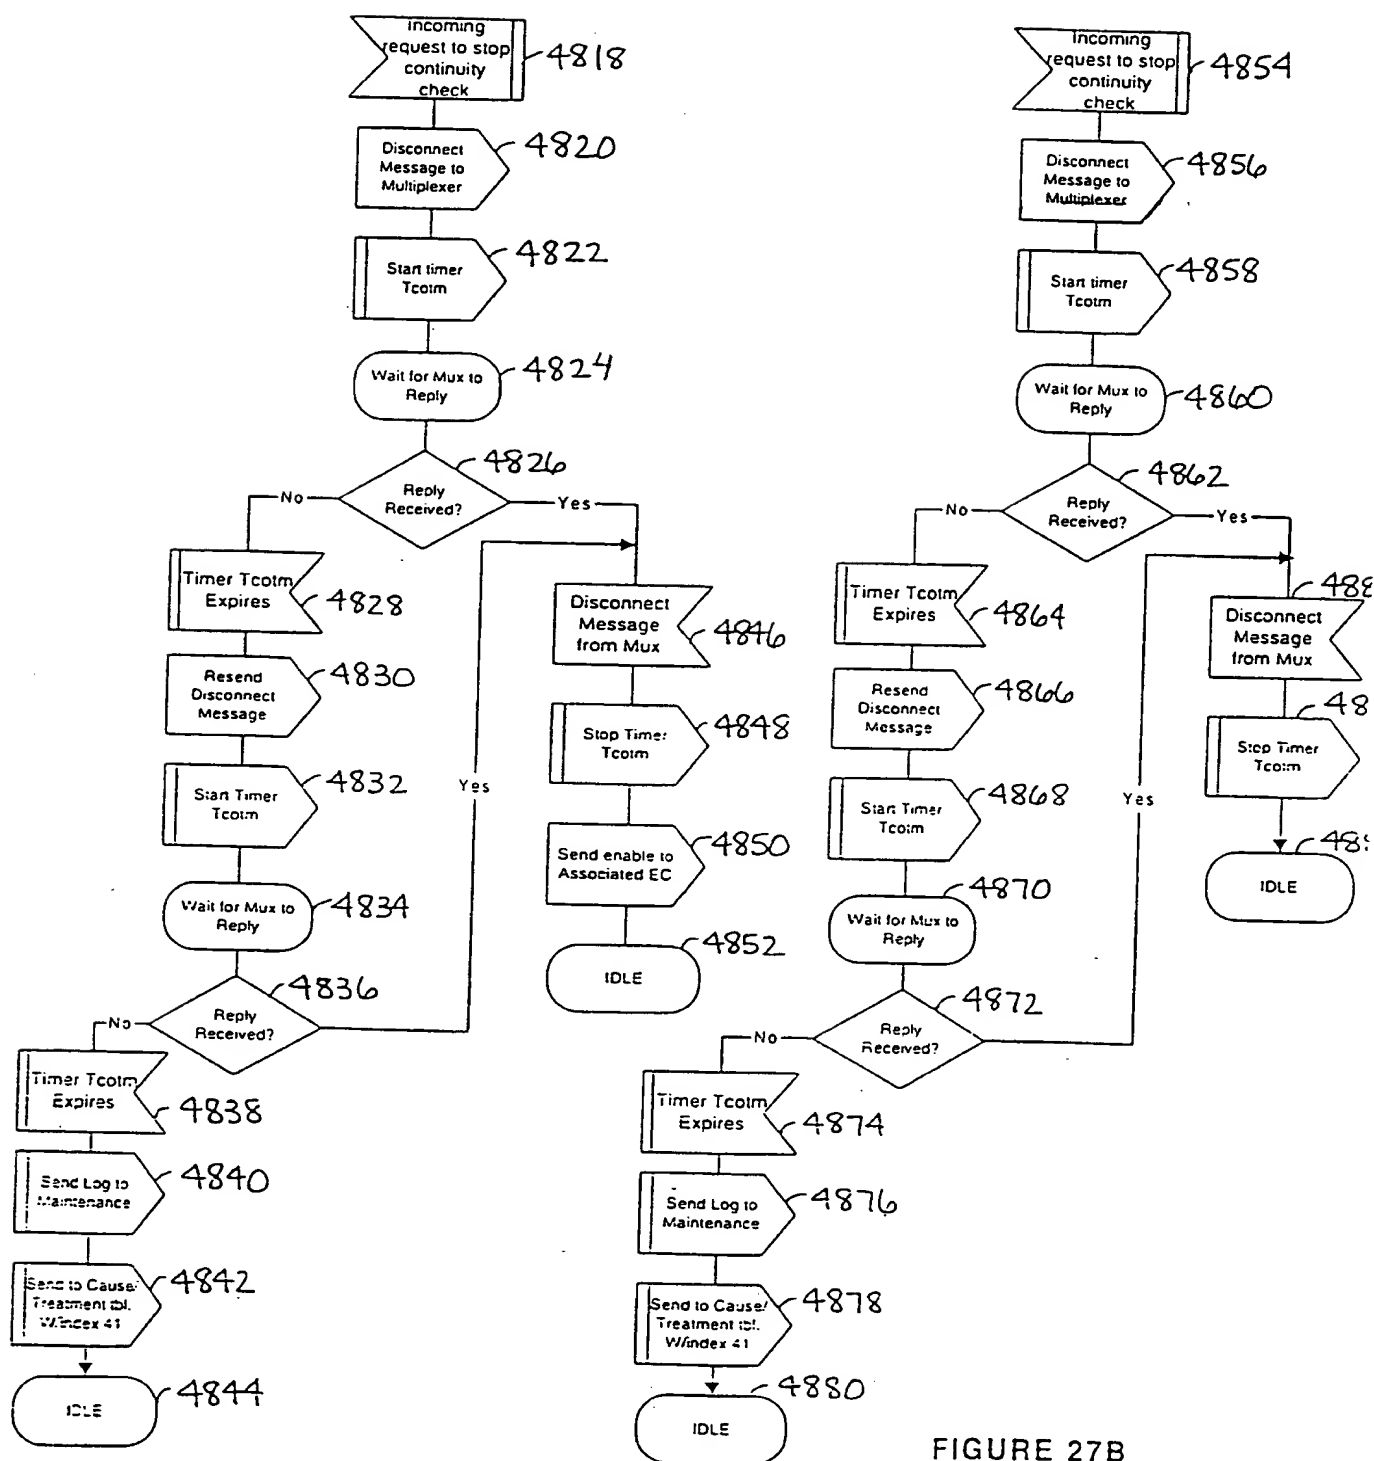 Incoming
request to stop
continuity
check
4818
Disconnect
Message to
Multiplexer
4820
Start timer
Tcotm
4822
Wait for Mux to
Reply
4824
Reply
Received?
4826
No
Yes
Timer Tcotm
Expires
4828
Resend
Disconnect
Message
4830
Start Timer
Tcotm
4832
Wait for Mux to
Reply
4834
Reply
Received?
4836
No
Yes
Timer Tcotm
Expires
4838
Send Log to
Maintenance
4840
Send to Cause/
Treatment tbl.
W/index 41
4842
IDLE
4844
Disconnect
Message
from Mux
4846
Stop Timer
Tcotm
4848
Send enable to
Associated EC
4850
IDLE
4852
Incoming
request to stop
continuity
check
4854
Disconnect
Message to
Multiplexer
4856
Start timer
Tcotm
4858
Wait for Mux to
Reply
4860
Reply
Received?
4862
No
Yes
Timer Tcotm
Expires
4864
Resend
Disconnect
Message
4866
Start Timer
Tcotm
4868
Wait for Mux to
Reply
4870
Reply
Received?
4872
No
Yes
Timer Tcotm
Expires
4874
Send Log to
Maintenance
4876
Send to Cause/
Treatment tbl.
W/index 41
4878
IDLE
4880
Disconnect
Message
from Mux
Stop Timer
Tcotm
IDLE
FIGURE 27B